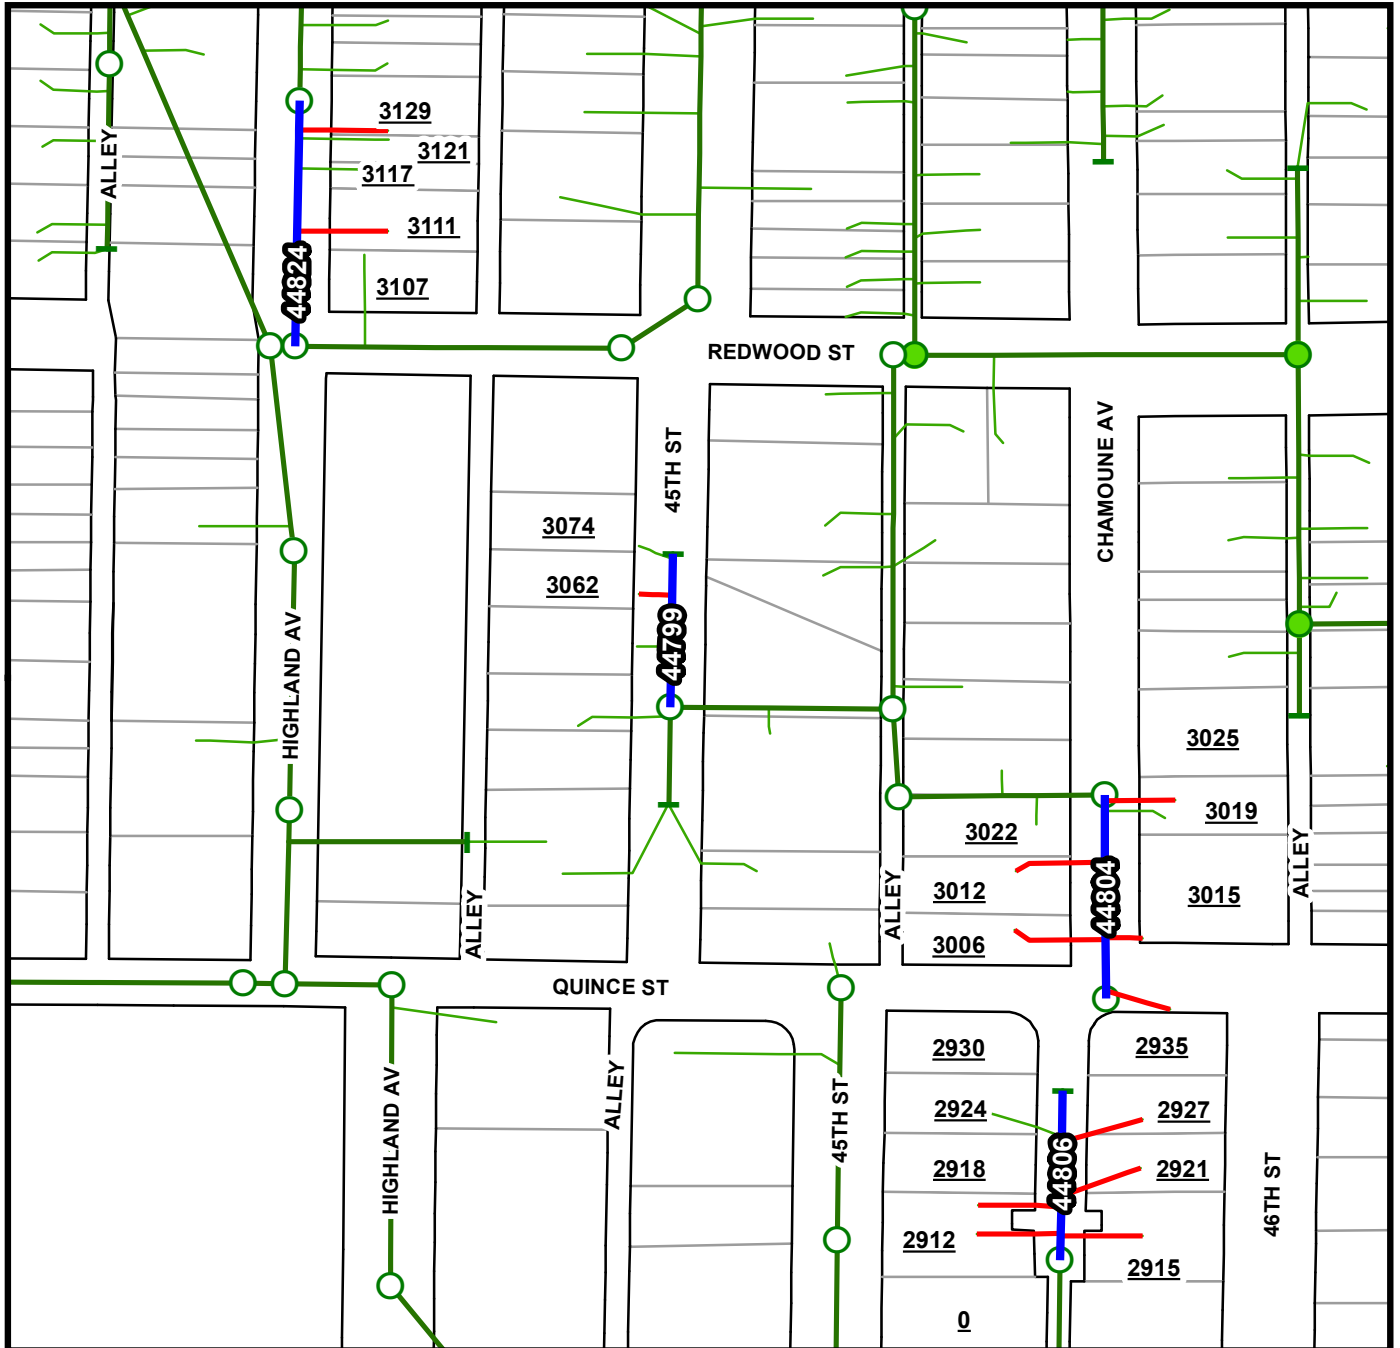 3129
ALLEY
3121
3117
3111
44824
3107
REDWOOD ST
45TH ST
CHAMOUNE AV
3074
3062
44799
HIGHLAND AV
3025
3019
3022
ALLEY
44804
3012
3015
ALLEY
ALLEY
3006
QUINCE ST
2930
2935
2924
2927
ALLEY
45TH ST
HIGHLAND AV
2918
44806
2921
46TH ST
2912
2915
0